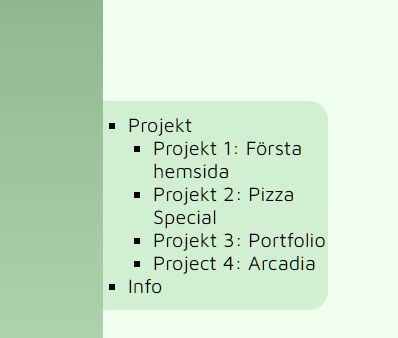 Projekt
Projekt 1: Första
hemsida
Projekt 2: Pizza
Special
Projekt 3: Portfolio
Project 4: Arcadia
Info